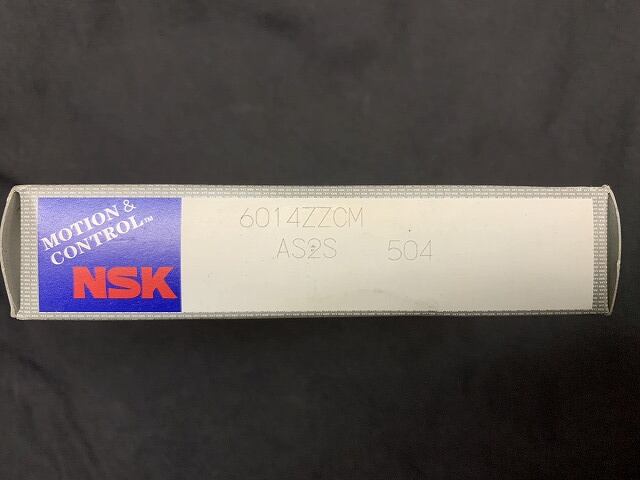 MOTION &
CONTROL™
NSK
6014ZZCM
AS2S 504